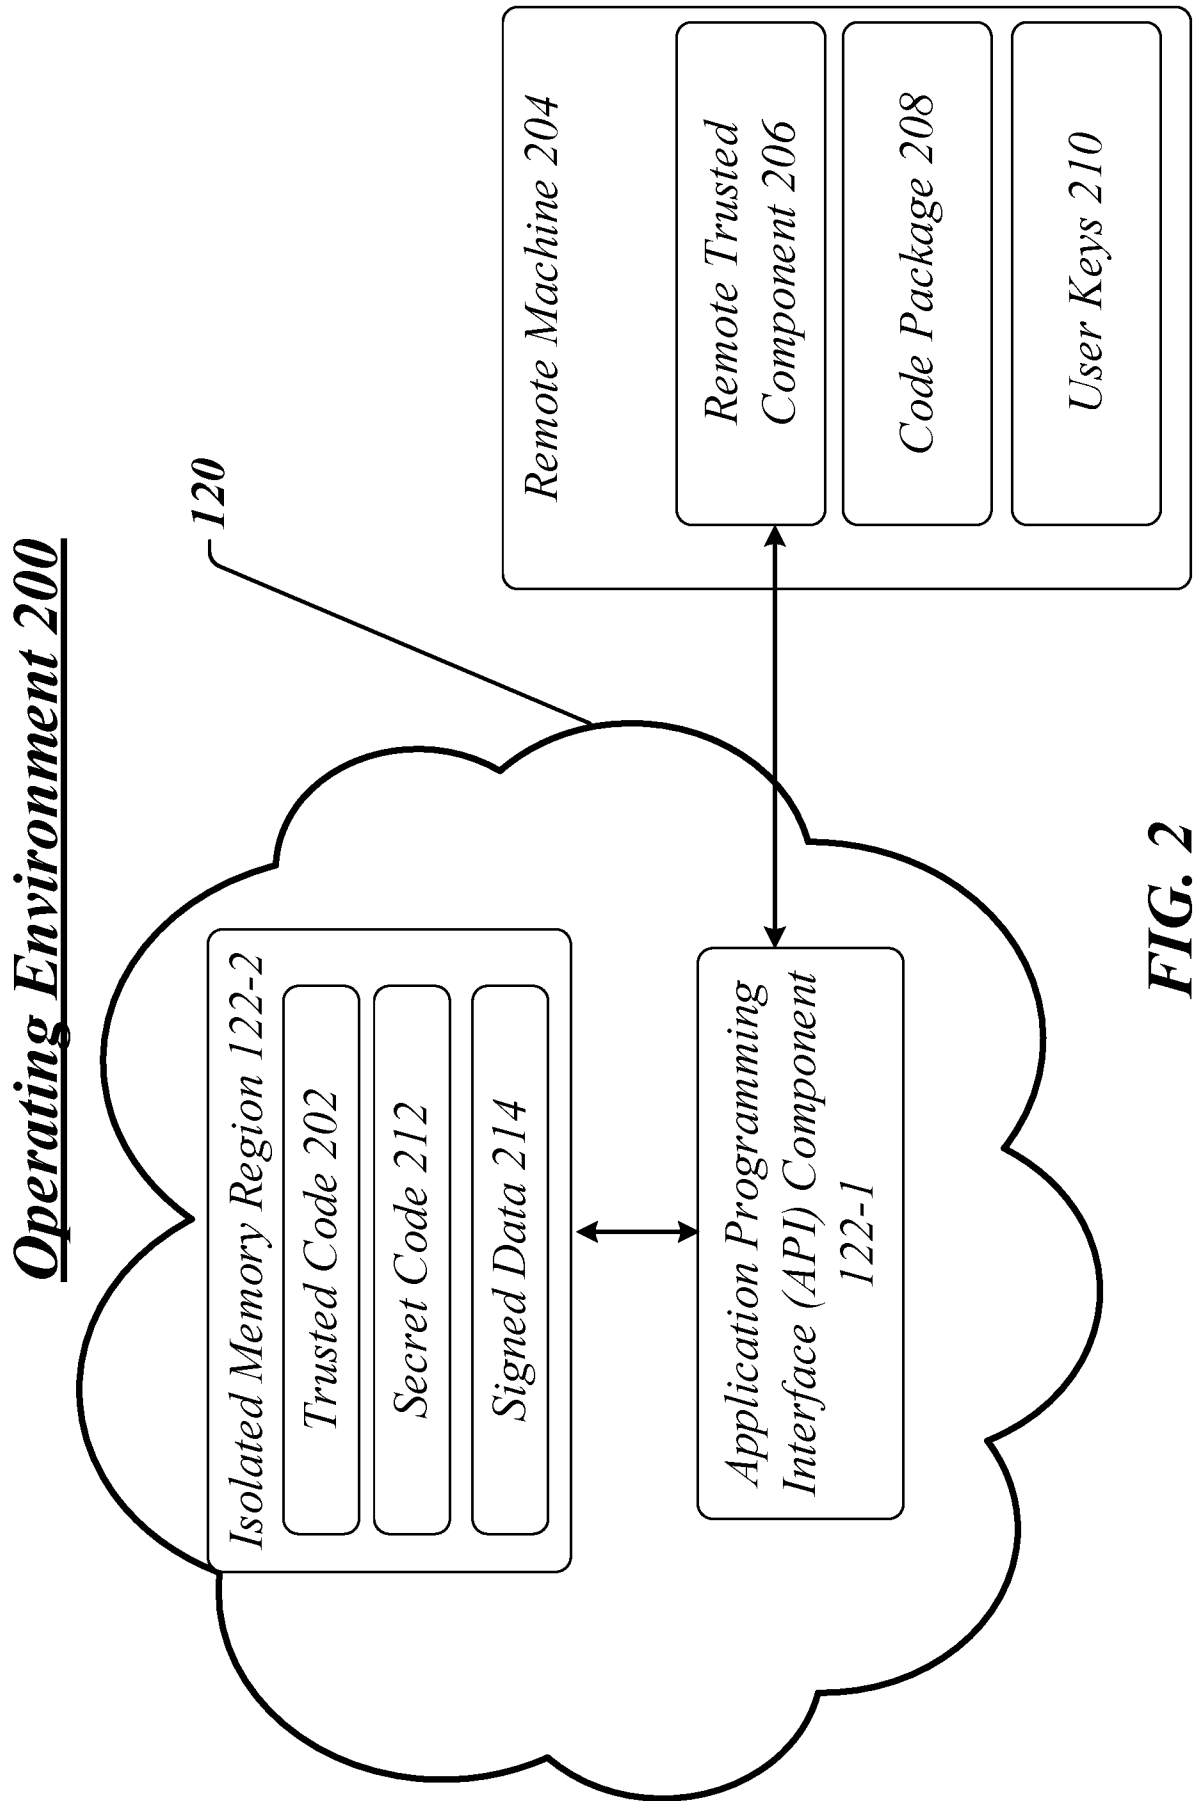 Operating Environment 200
120
Isolated Memory Region 122-2
Trusted Code 202
Secret Code 212
Signed Data 214
Application Programming
Interface (API) Component
122-1
Remote Machine 204
Remote Trusted
Component 206
Code Package 208
User Keys 210
FIG. 2